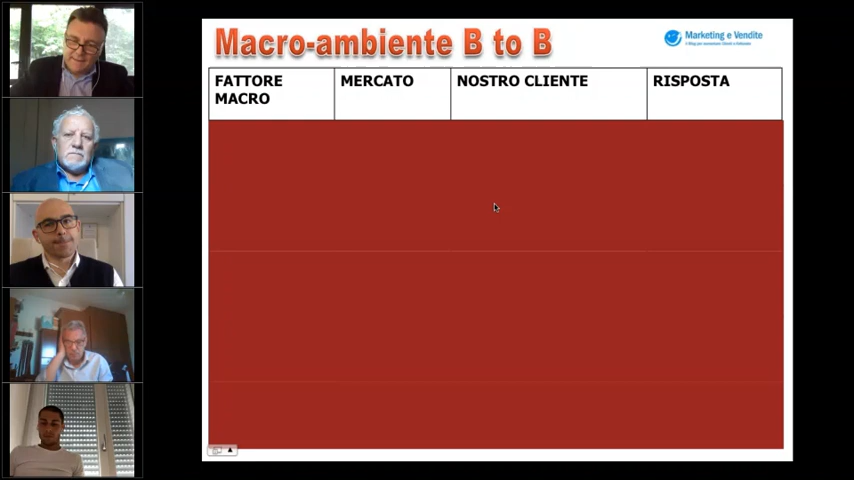 Macro-ambiente B to B
Marketing e Vendite
FATTORE MACRO
MERCATO
NOSTRO CLIENTE
RISPOSTA